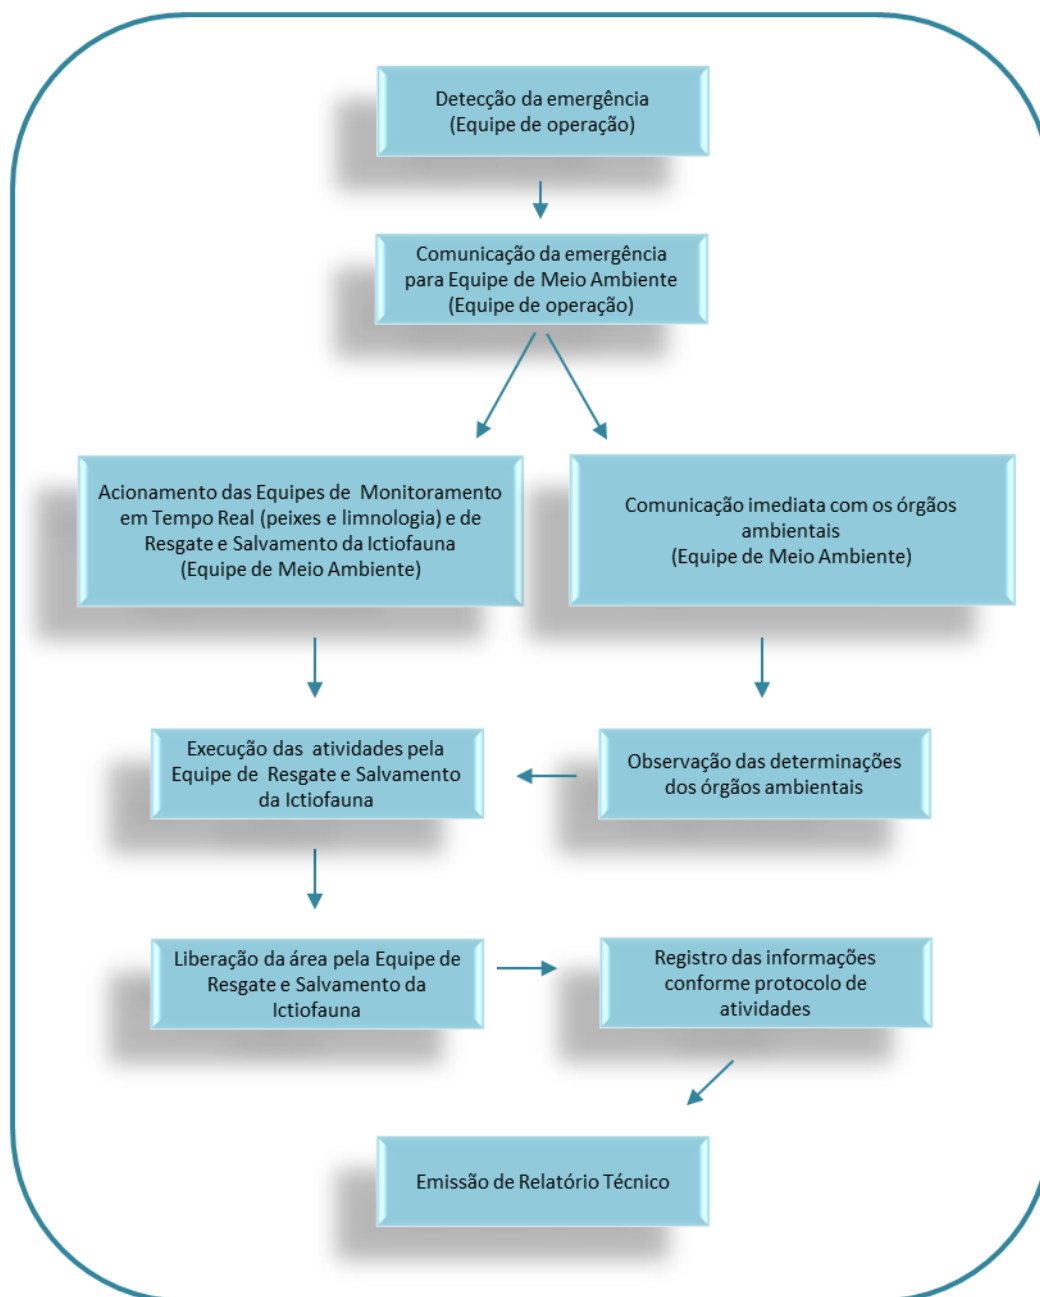 Detecção da emergência
(Equipe de operação)
Comunicação da emergência
para Equipe de Meio Ambiente
(Equipe de operação)
Acionamento das Equipes de Monitoramento
em Tempo Real (peixes e limnologia) e de
Resgate e Salvamento da Ictiofauna
(Equipe de Meio Ambiente)
Comunicação imediata com os órgãos
ambientais
(Equipe de Meio Ambiente)
Execução das atividades pela
Equipe de Resgate e Salvamento
da Ictiofauna
Observação das determinações
dos órgãos ambientais
Liberação da área pela Equipe de
Resgate e Salvamento da
Ictiofauna
Registro das informações
conforme protocolo de
atividades
Emissão de Relatório Técnico